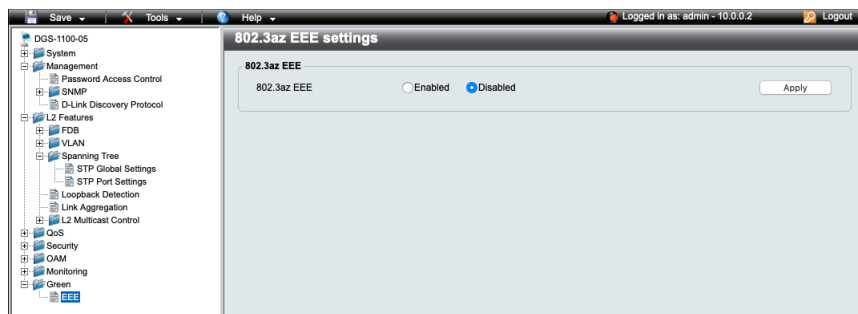 Save Tools Help Logged in as: admin - 10.0.0.2 Logout
DGS-1100-05
System
Management
Password Access Control
SNMP
D-Link Discovery Protocol
L2 Features
FDB
VLAN
Spanning Tree
STP Global Settings
STP Port Settings
Loopback Detection
Link Aggregation
L2 Multicast Control
QoS
Security
OAM
Monitoring
Green
EEE
802.3az EEE settings
802.3az EEE
802.3az EEE Enabled Disabled Apply